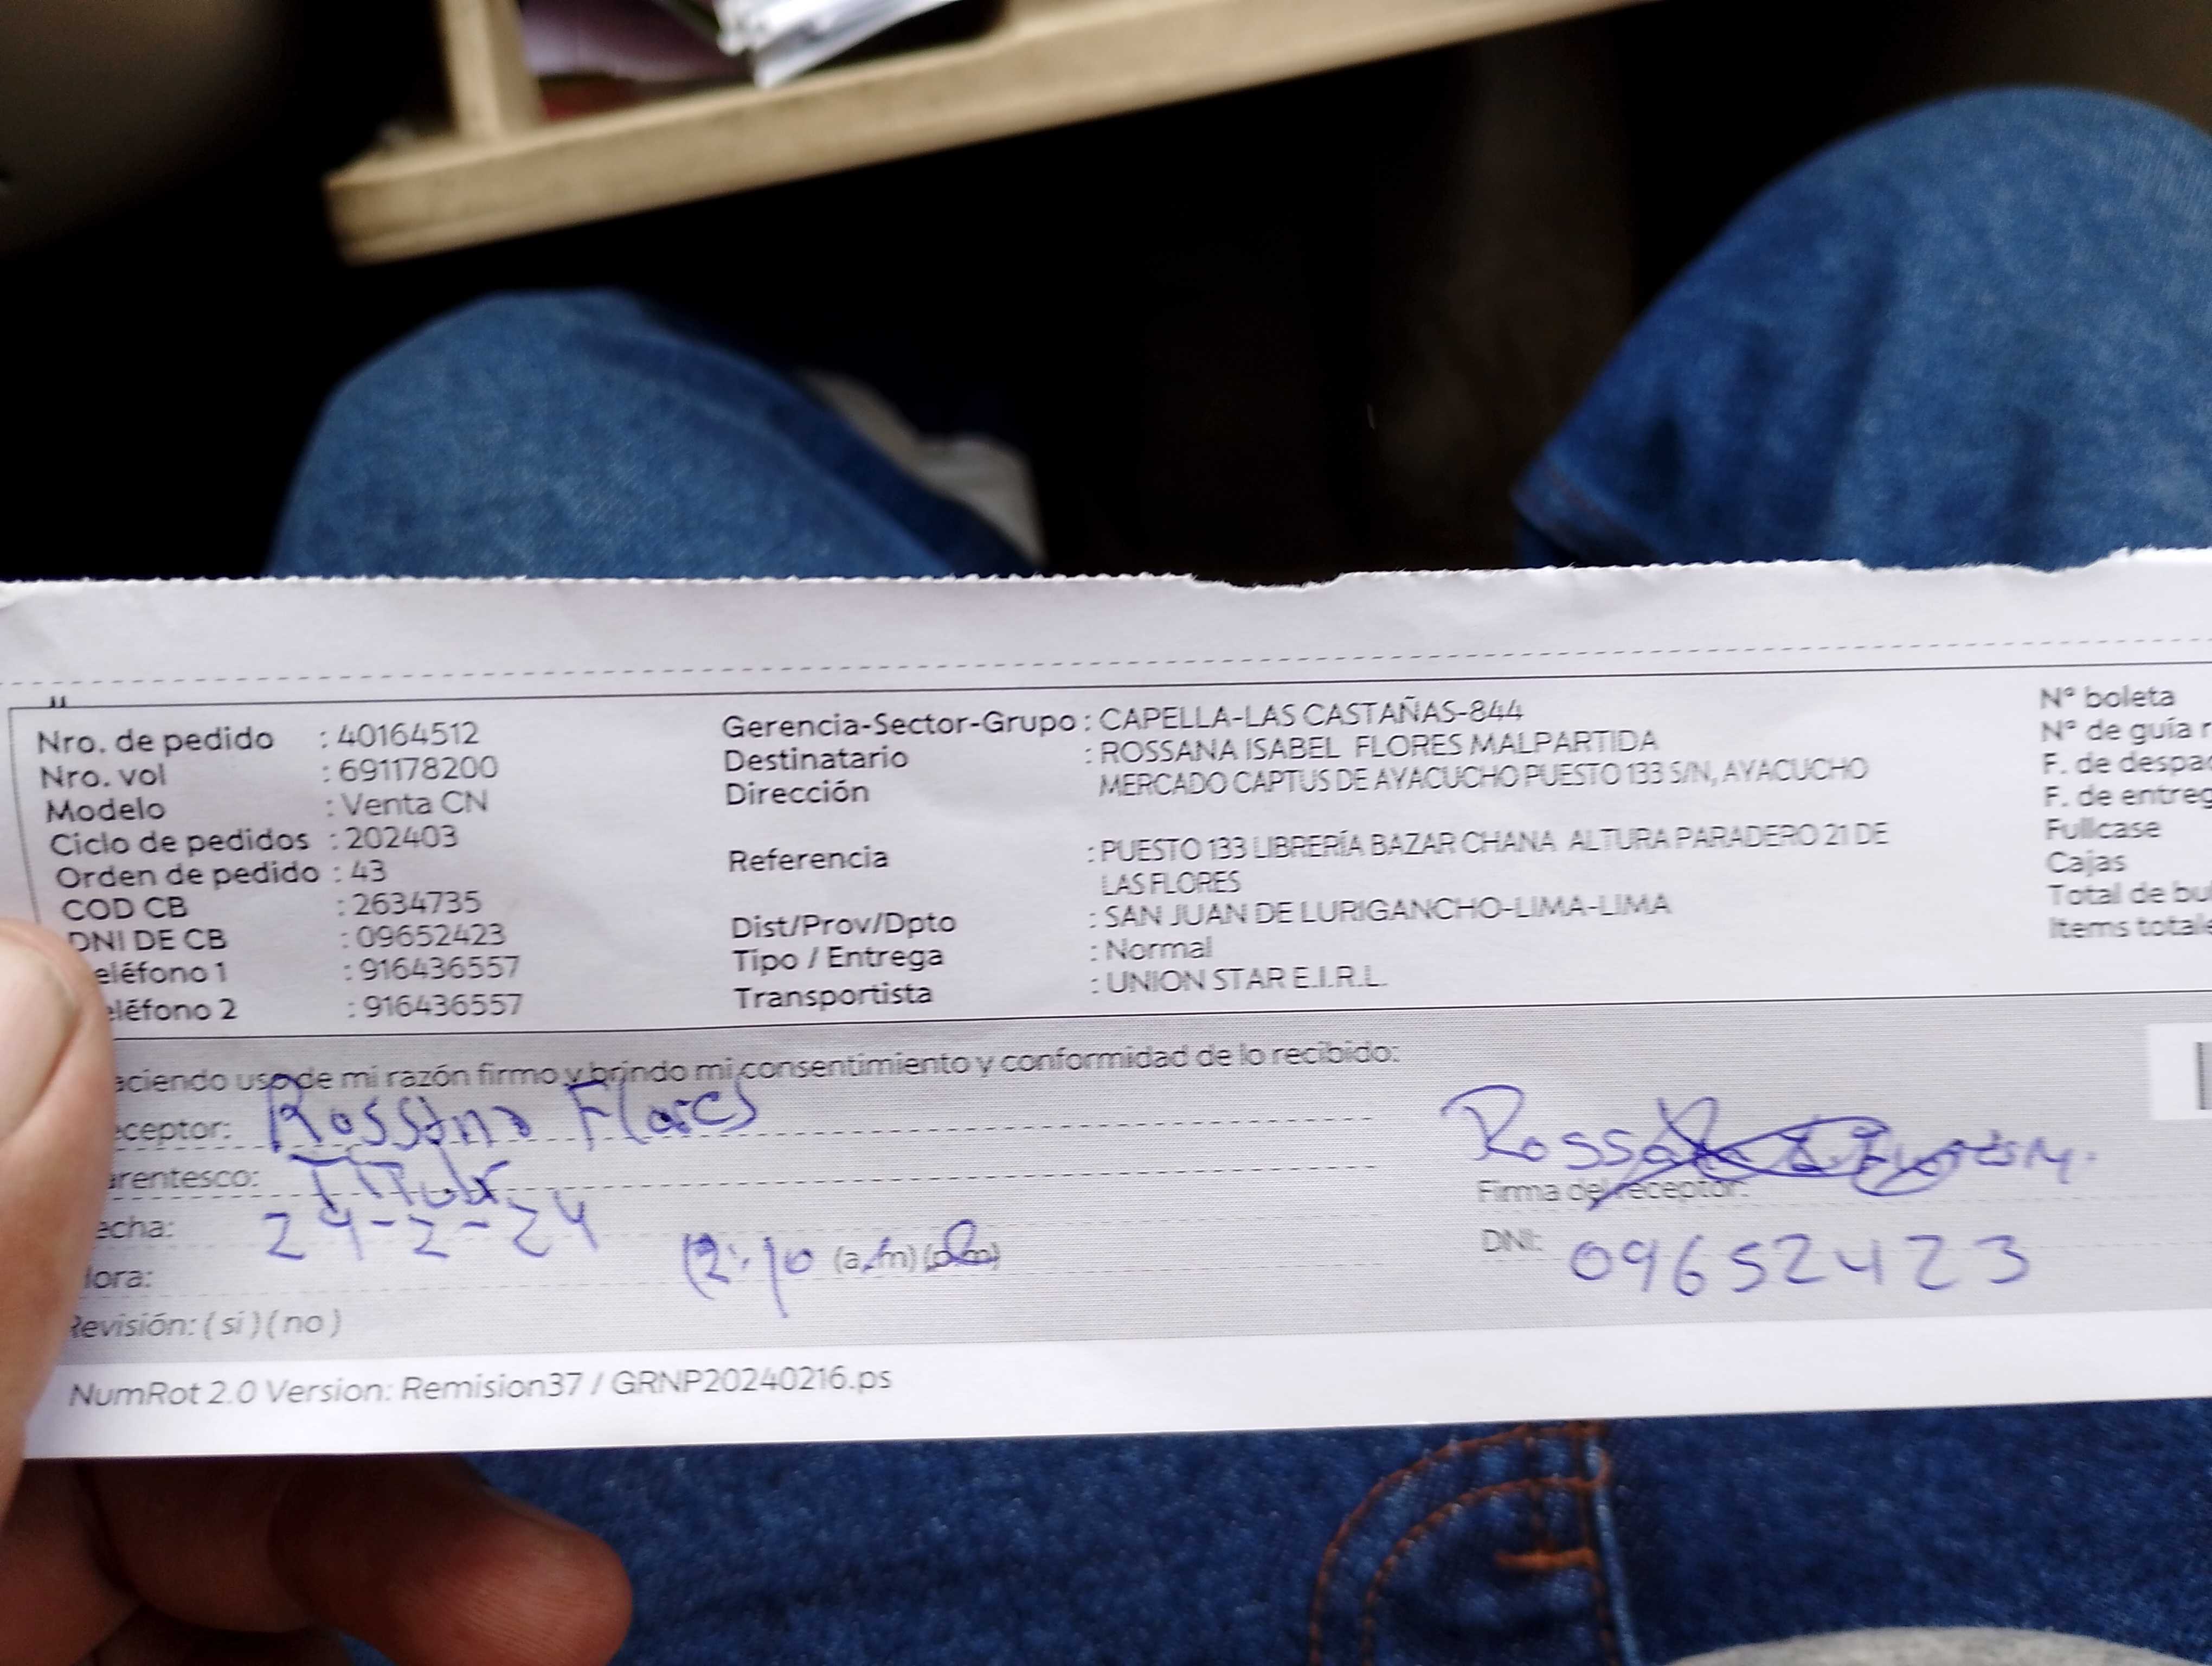 Nro. de pedido : 40164512
Nro. vol : 691178200
Modelo : Venta CN
Ciclo de pedidos : 202403
Orden de pedido : 43
COD CB : 2634735
DNI DE CB : 09652423
eléfono 1 : 916436557
eléfono 2 : 916436557
Gerencia-Sector-Grupo : CAPELLA-LAS CASTAÑAS-844
Destinatario : ROSSANA ISABEL FLORES MALPARTIDA
Dirección MERCADO CAPTUS DE AYACUCHO PUESTO 133 S/N, AYACUCHO
Referencia : PUESTO 133 LIBRERÍA BAZAR CHANA ALTURA PARADERO 21 DE
LAS FLORES
Dist/Prov/Dpto : SAN JUAN DE LURIGANCHO-LIMA-LIMA
Tipo / Entrega : Normal
Transportista : UNION STAR E.I.R.L.
N° boleta
N° de guía r
F. de despac
F. de entreg
Fullcase
Cajas
Total de bu
Items totale
aciendo uso de mi razón firmo y brindo mi consentimiento y conformidad de lo recibido:
eceptor: Rossana Flores
arentesco: Titular
echa: 24-2-24
Hora: 12:10 (a.m) (p.m)
Revisión: ( si ) ( no )
Firma del receptor:
DNI: 09652423
NumRot 2.0 Version: Remision37 / GRNP20240216.ps